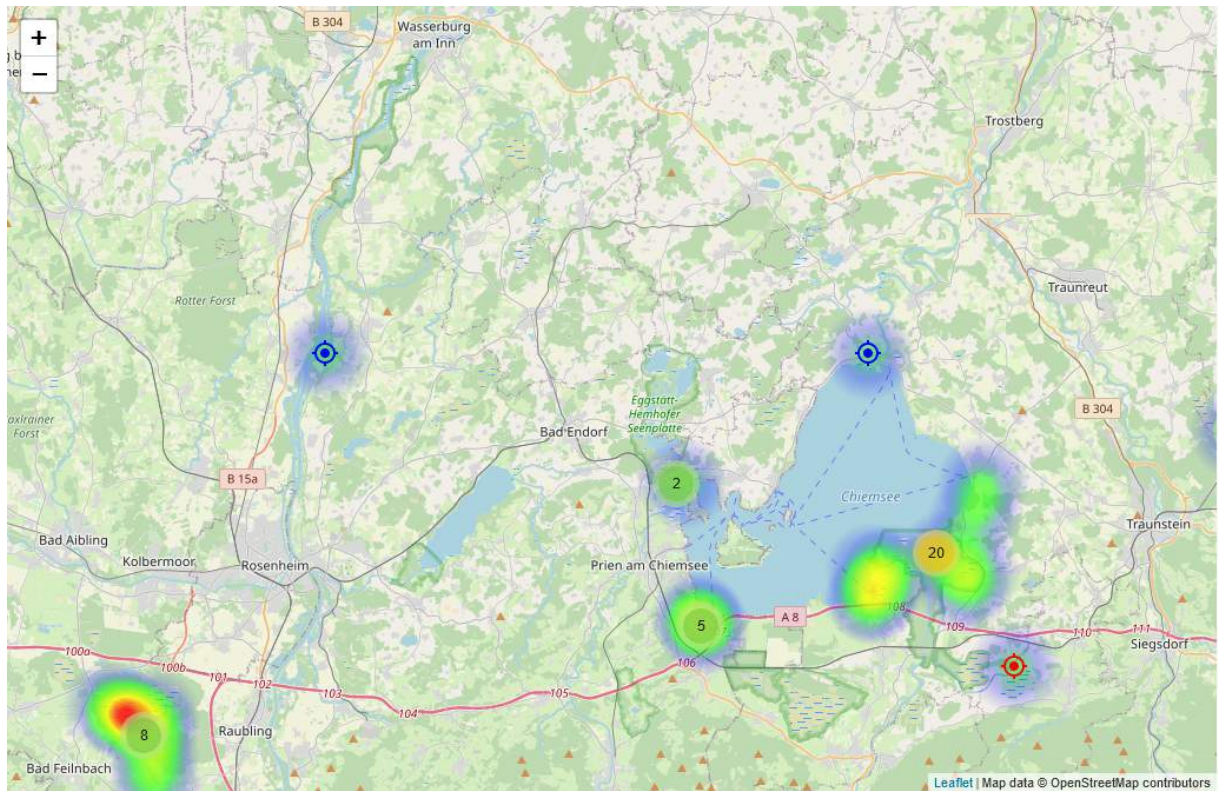 +
−
B 304
Wasserburg
am Inn
Trostberg
Traunreut
Rotter Forst
Eggstätt-
Hemhofer
Seenplatte
B 304
Forst
Bad Endorf
B 15a
2
Chiemsee
Traunstein
Bad Aibling
Kolbermoor
Rosenheim
Prien am Chiemsee
20
108
A 8
5
109
110
111
Siegsdorf
100a
100b
101
102
103
104
105
106
8
Raubling
Bad Feilnbach
Leaflet | Map data © OpenStreetMap contributors